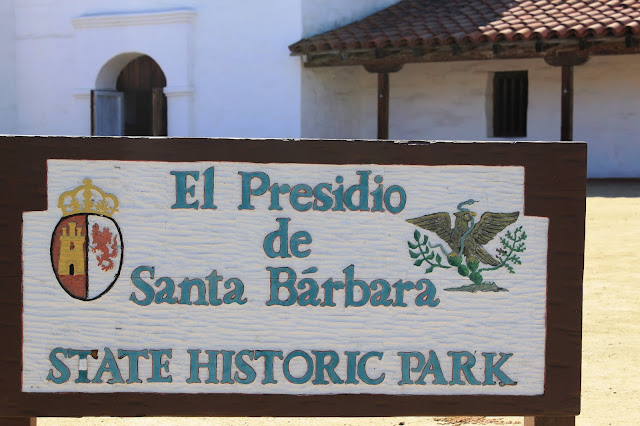 El Presidio
de
Santa Bárbara
STATE HISTORIC PARK